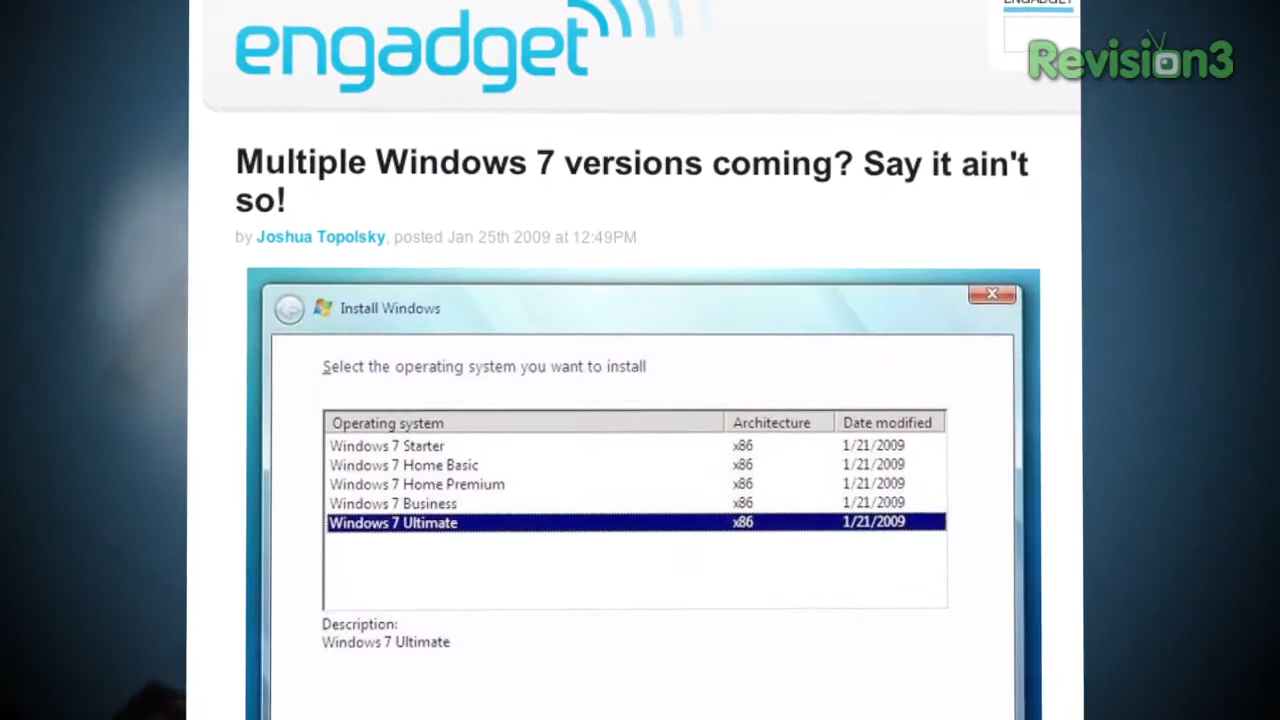 ENGADGET
engadget
Revision3
Multiple Windows 7 versions coming? Say it ain't
so!
by Joshua Topolsky, posted Jan 25th 2009 at 12:49PM
Install Windows
Select the operating system you want to install
Operating system Architecture Date modified
Windows 7 Starter x86 1/21/2009
Windows 7 Home Basic x86 1/21/2009
Windows 7 Home Premium x86 1/21/2009
Windows 7 Business x86 1/21/2009
Windows 7 Ultimate x86 1/21/2009
Description:
Windows 7 Ultimate